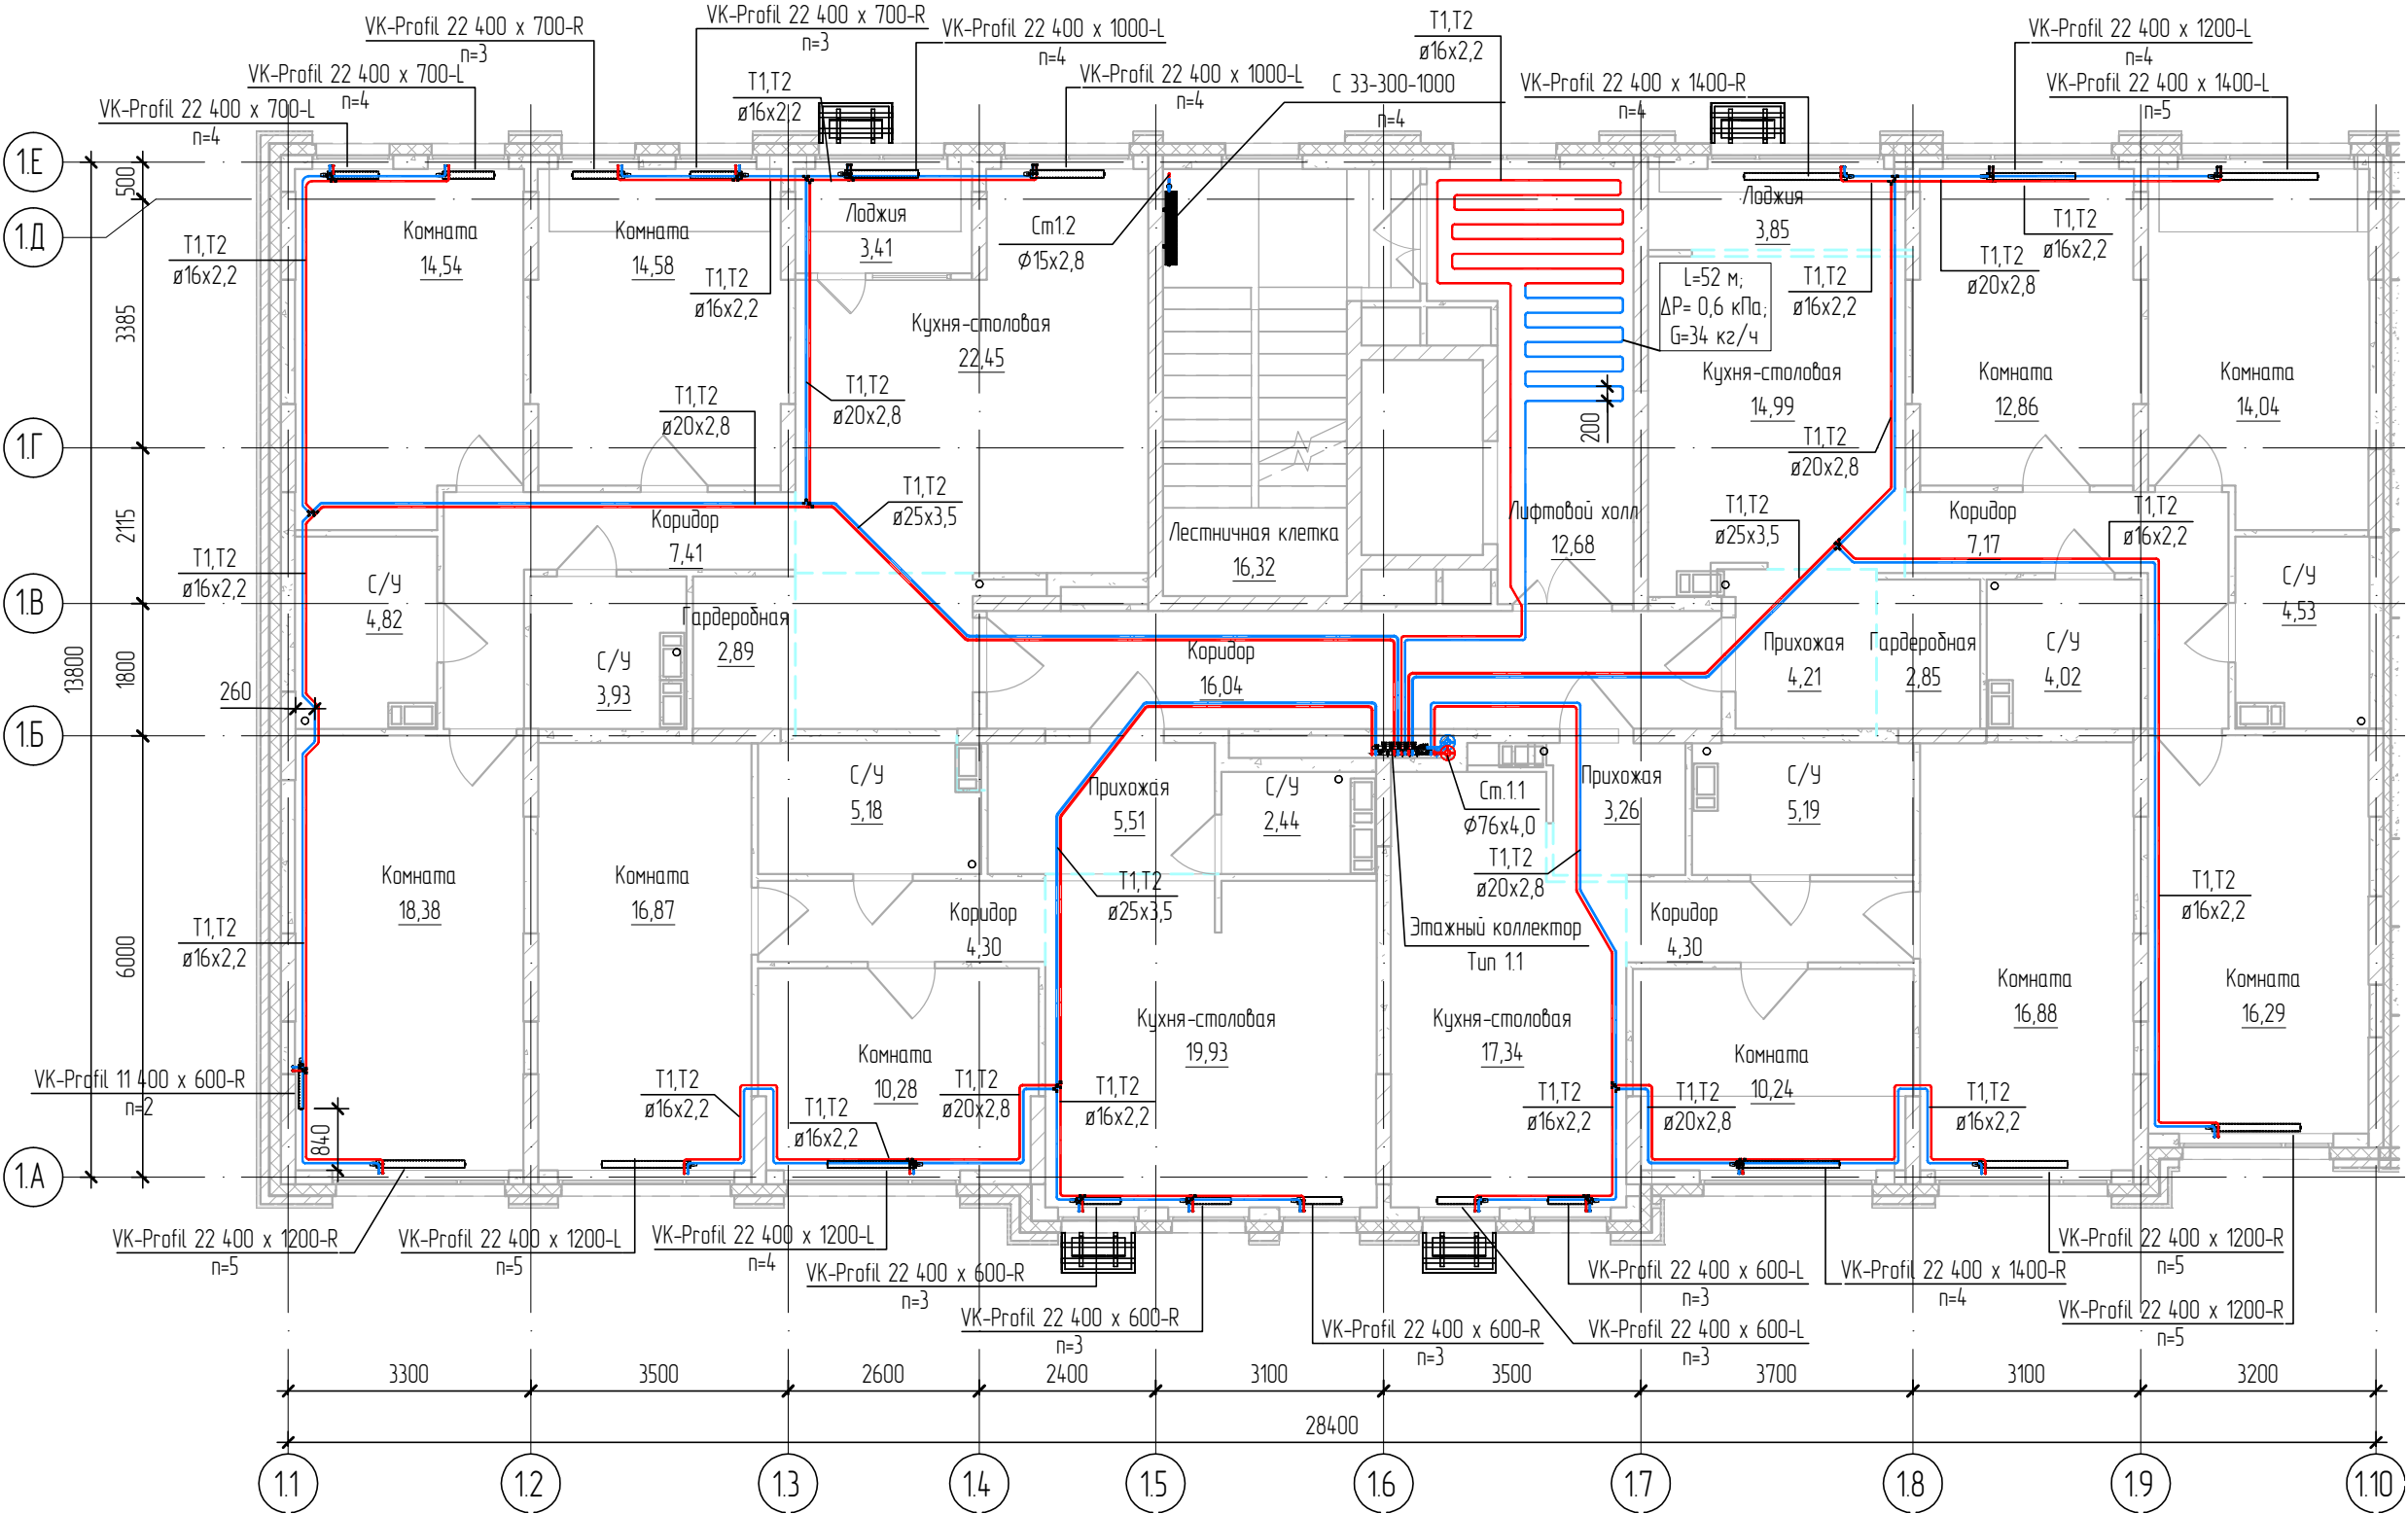 VK-Profil 22 400 x 700-R
n=3
VK-Profil 22 400 x 700-R
n=3
VK-Profil 22 400 x 1000-L
n=4
T1,T2
ø16x2,2
VK-Profil 22 400 x 1200-L
n=4
VK-Profil 22 400 x 700-L
n=4
T1,T2
ø16x2,2
VK-Profil 22 400 x 1000-L
n=4
С 33-300-1000
n=4
VK-Profil 22 400 x 1400-R
n=4
VK-Profil 22 400 x 1400-L
n=5
VK-Profil 22 400 x 700-L
n=4
1.Е
500
1.Д
Комната
14,54
Комната
14,58
Лоджия
3,41
Ст1.2
Ø15x2,8
Лоджия
3,85
T1,T2
ø16x2,2
T1,T2
ø16x2,2
T1,T2
ø16x2,2
T1,T2
ø20x2,8
T1,T2
ø16x2,2
L=52 м;
ΔP= 0,6 кПа;
G=34 кг/ч
3385
Кухня-столовая
22,45
Кухня-столовая
14,99
Комната
12,86
Комната
14,04
T1,T2
ø20x2,8
T1,T2
ø20x2,8
200
1.Г
T1,T2
ø20x2,8
T1,T2
ø25x3,5
2115
Коридор
7,41
Лестничная клетка
16,32
Лифтовой холл
12,68
T1,T2
ø25x3,5
Коридор
7,17
T1,T2
ø16x2,2
T1,T2
ø16x2,2
С/У
4,82
С/У
4,53
1.В
13800
1800
Гардеробная
2,89
С/У
3,93
Коридор
16,04
Прихожая
4,21
Гардеробная
2,85
С/У
4,02
260
1.Б
С/У
5,18
Прихожая
5,51
С/У
2,44
Ст.1.1
Ø76x4,0
Прихожая
3,26
С/У
5,19
T1,T2
ø20x2,8
T1,T2
ø25x3,5
Комната
18,38
Комната
16,87
Коридор
4,30
Этажный коллектор
Тип 1.1
Коридор
4,30
T1,T2
ø16x2,2
T1,T2
ø16x2,2
6000
Комната
16,88
Комната
16,29
Кухня-столовая
19,93
Кухня-столовая
17,34
Комната
10,28
Комната
10,24
VK-Profil 11 400 x 600-R
n=2
T1,T2
ø16x2,2
T1,T2
ø16x2,2
T1,T2
ø20x2,8
T1,T2
ø16x2,2
T1,T2
ø16x2,2
T1,T2
ø20x2,8
T1,T2
ø16x2,2
840
1.А
VK-Profil 22 400 x 1200-R
n=5
VK-Profil 22 400 x 1200-L
n=5
VK-Profil 22 400 x 1200-L
n=4
VK-Profil 22 400 x 600-R
n=3
VK-Profil 22 400 x 600-R
n=3
VK-Profil 22 400 x 600-R
n=3
VK-Profil 22 400 x 600-L
n=3
VK-Profil 22 400 x 600-L
n=3
VK-Profil 22 400 x 1400-R
n=4
VK-Profil 22 400 x 1200-R
n=5
VK-Profil 22 400 x 1200-R
n=5
3300
3500
2600
2400
3100
3500
3700
3100
3200
28400
1.1
1.2
1.3
1.4
1.5
1.6
1.7
1.8
1.9
1.10